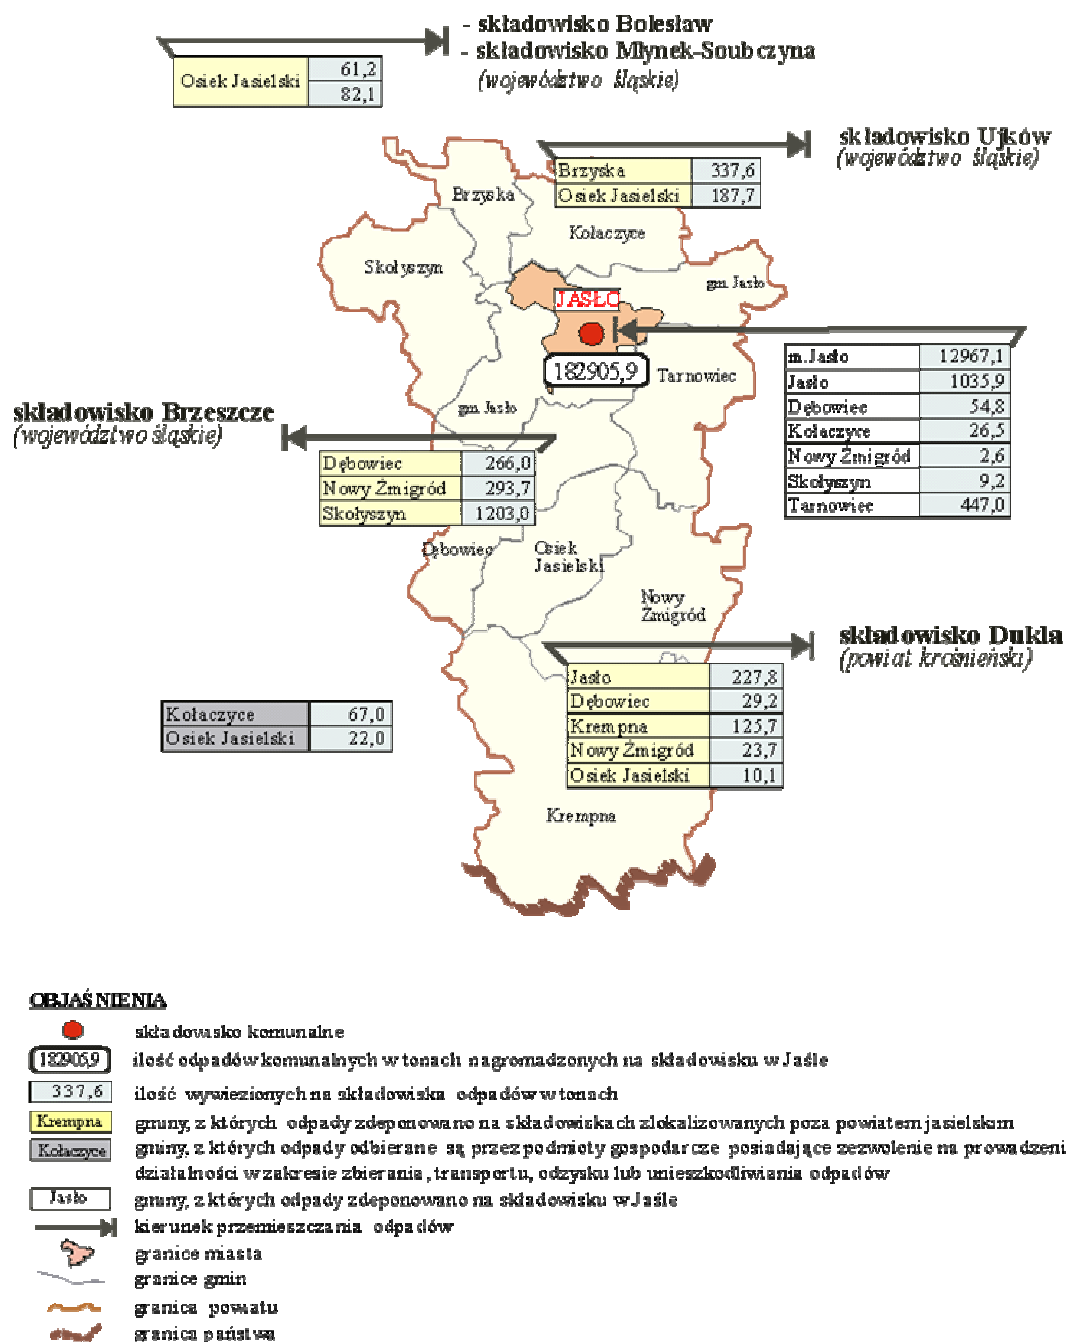 - składowisko Bolesław
- składowisko Młynek-Soubczyna
(województwo śląskie)
Osiek Jasielski 61,2
82,1
składowisko Ujków
(województwo śląskie)
Brzyska 337,6
Osiek Jasielski 187,7
Brzyska
Kołaczyce
Skołyszyn
gm. Jasło
JASŁO
182905,9
Tarnowiec
m.Jasło 12967,1
Jasło 1035,9
Dębowiec 54,8
Kołaczyce 26,5
Nowy Żmigród 2,6
Skołyszyn 9,2
Tarnowiec 447,0
gm. Jasło
składowisko Brzeszcze
(województwo śląskie)
Dębowiec 266,0
Nowy Żmigród 293,7
Skołyszyn 1203,0
Dębowiec
Osiek
Jasielski
Nowy
Żmigród
składowisko Dukla
(powiat krośnieński)
Jasło 227,8
Dębowiec 29,2
Krempna 125,7
Nowy Żmigród 23,7
Osiek Jasielski 10,1
Kołaczyce 67,0
Osiek Jasielski 22,0
Krempna
OBJAŚNIENIA
składowisko komunalne
182905,9 ilość odpadów komunalnych w tonach nagromadzonych na składowisku w Jaśle
337,6 ilość wywiezionych na składowiska odpadów w tonach
Krempna gminy, z których odpady zdeponowano na składowiskach zlokalizowanych poza powiatem jasielskim
Kołaczyce gminy, z których odpady odbierane są przez podmioty gospodarcze posiadające zezwolenie na prowadzeni
działalności w zakresie zbierania, transportu, odzysku lub unieszkodliwiania odpadów
Jasło gminy, z których odpady zdeponowano na składowisku w Jaśle
kierunek przemieszczania odpadów
granice miasta
granice gmin
granica powiatu
granica państwa